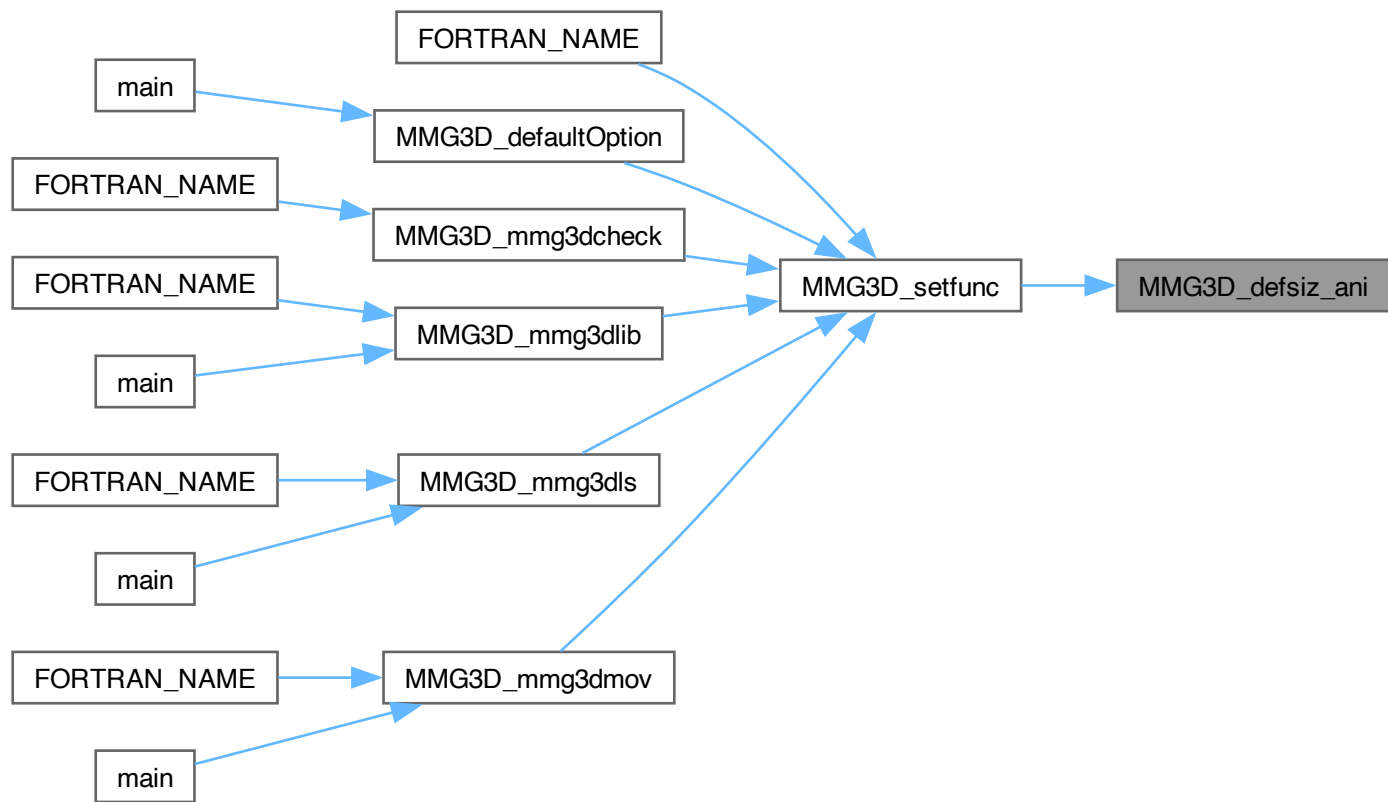 FORTRAN_NAME
main
MMG3D_defaultOption
FORTRAN_NAME
MMG3D_mmg3dcheck
FORTRAN_NAME
MMG3D_setfunc
MMG3D_defsiz_ani
MMG3D_mmg3dlib
main
FORTRAN_NAME
MMG3D_mmg3dls
main
FORTRAN_NAME
MMG3D_mmg3dmov
main